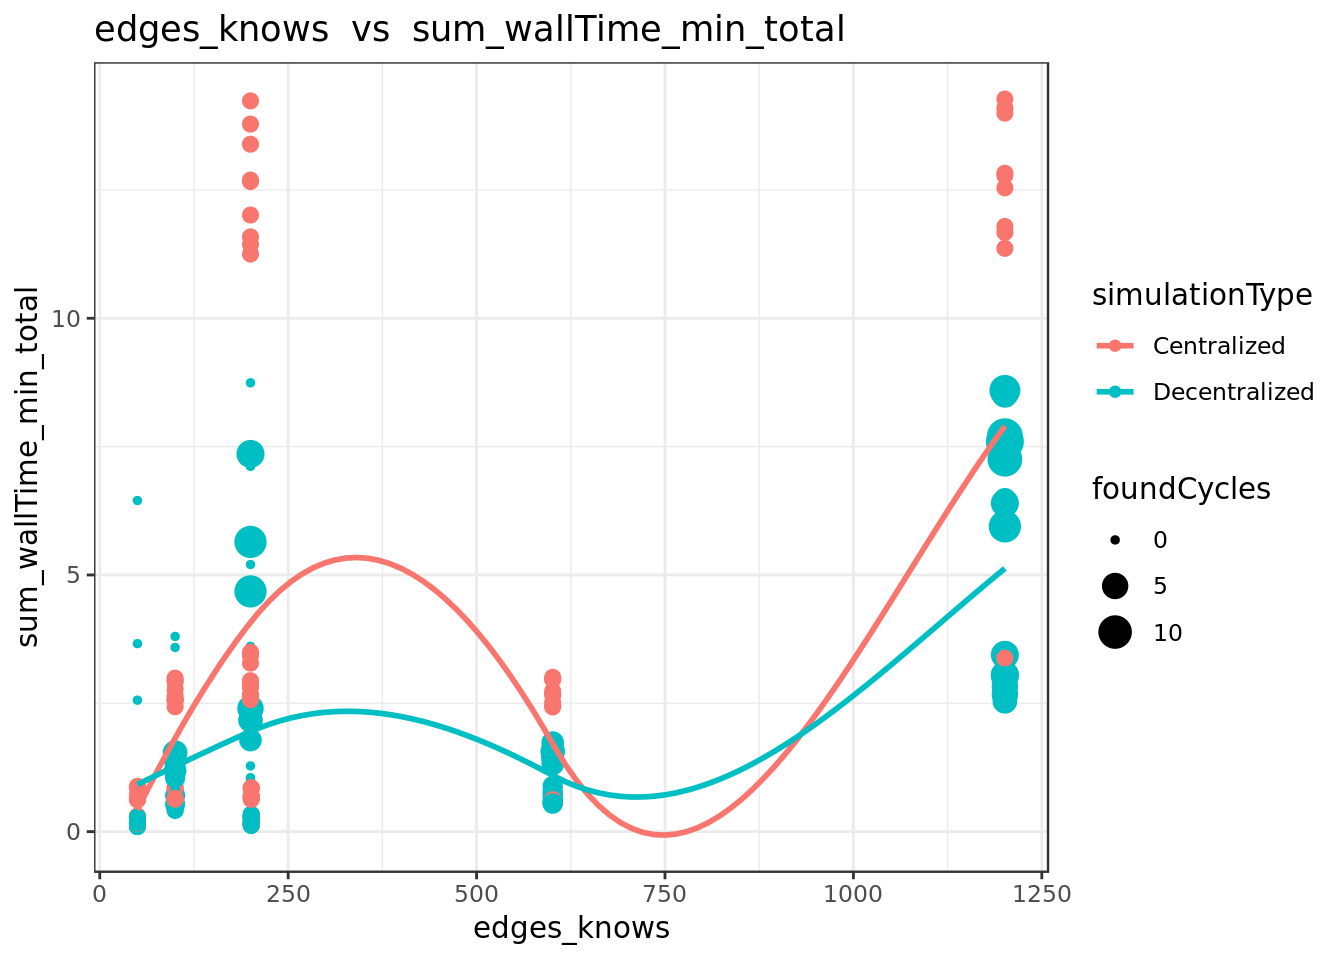 edges_knows  vs  sum_wallTime_min_total
sum_wallTime_min_total
10
5
0
0
250
500
750
1000
1250
edges_knows
simulationType
Centralized
Decentralized
foundCycles
0
5
10